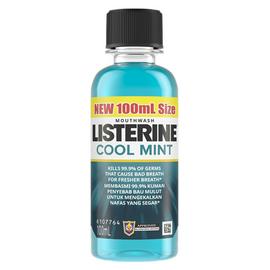 NEW 100mL Size
MOUTHWASH
LISTERINE
COOL MINT
KILLS 99.9% OF GERMS
THAT CAUSE BAD BREATH
FOR FRESHER BREATH*
MEMBASMI 99.9% KUMAN
PENYEBAB BAU MULUT
UNTUK MENGEKALKAN
NAFAS YANG SEGAR*
4107764
100mL